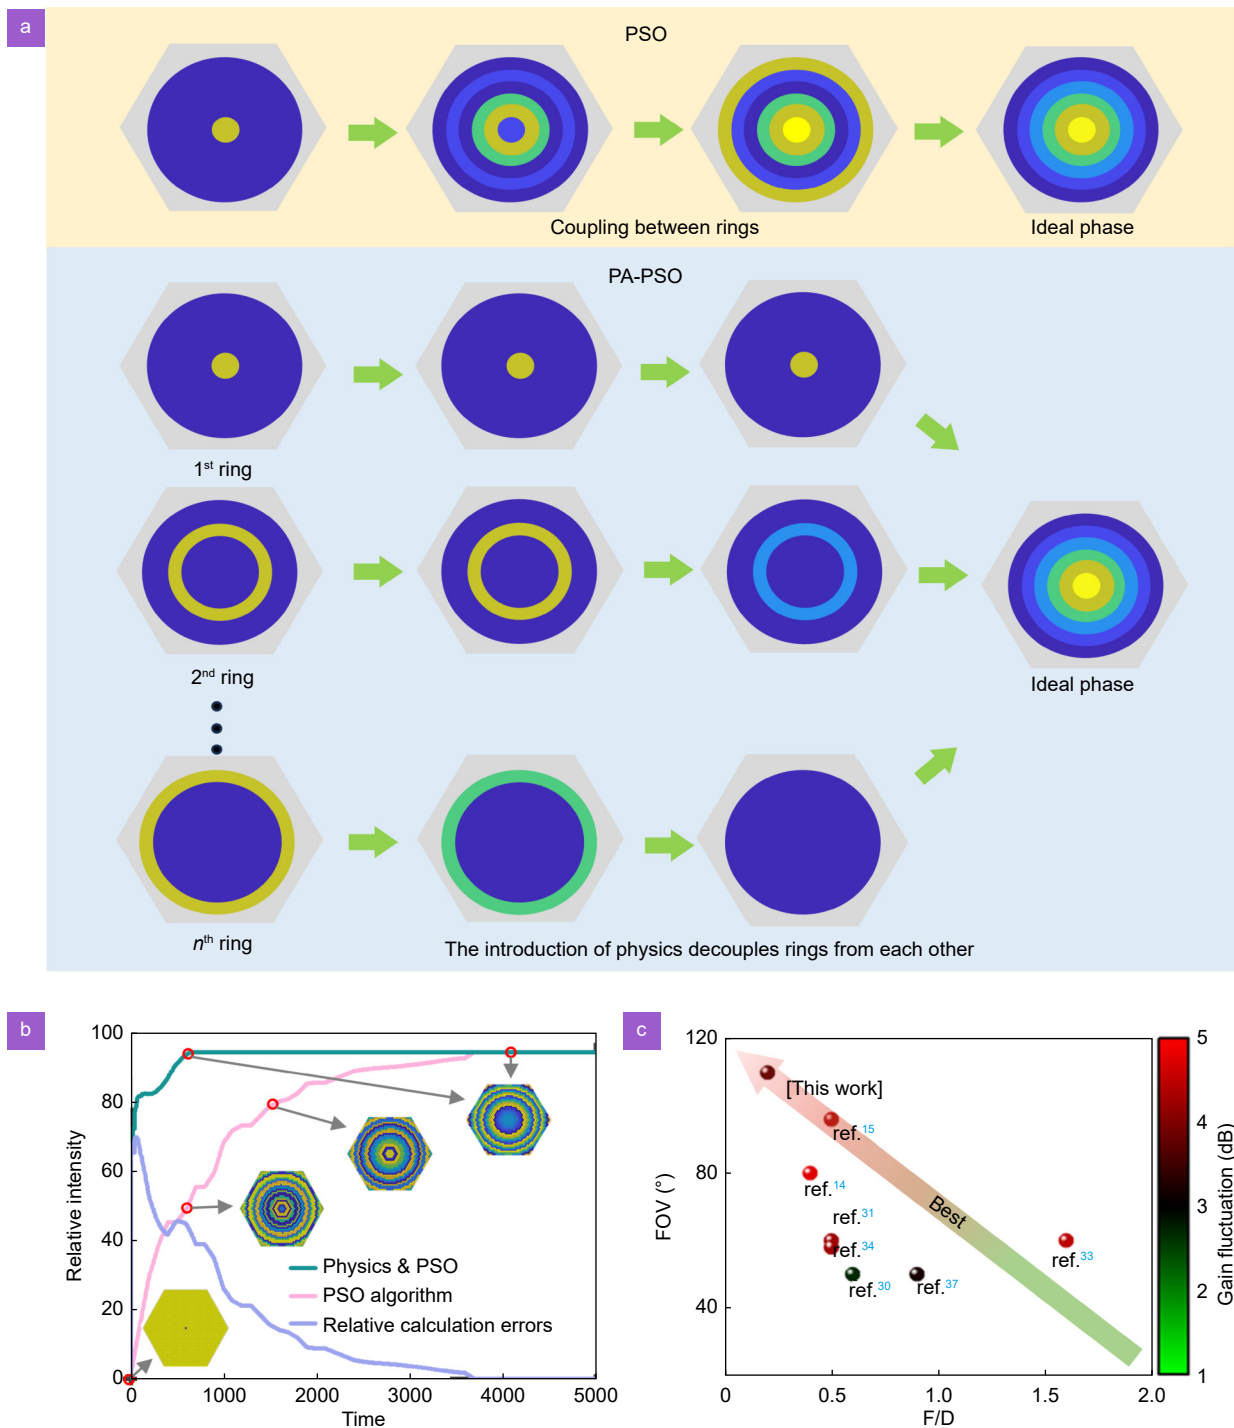 a
PSO
Coupling between rings
Ideal phase
PA-PSO
1st ring
2nd ring
Ideal phase
nth ring
The introduction of physics decouples rings from each other
b
100
80
60
40
20
0
Relative intensity
Physics & PSO
PSO algorithm
Relative calculation errors
0
1000
2000
3000
4000
5000
Time
c
120
80
40
FOV (°)
[This work]
ref.15
ref.14
ref.31
ref.34
ref.30
ref.37
ref.33
Best
0
0.5
1.0
1.5
2.0
F/D
5
4
3
2
1
Gain fluctuation (dB)